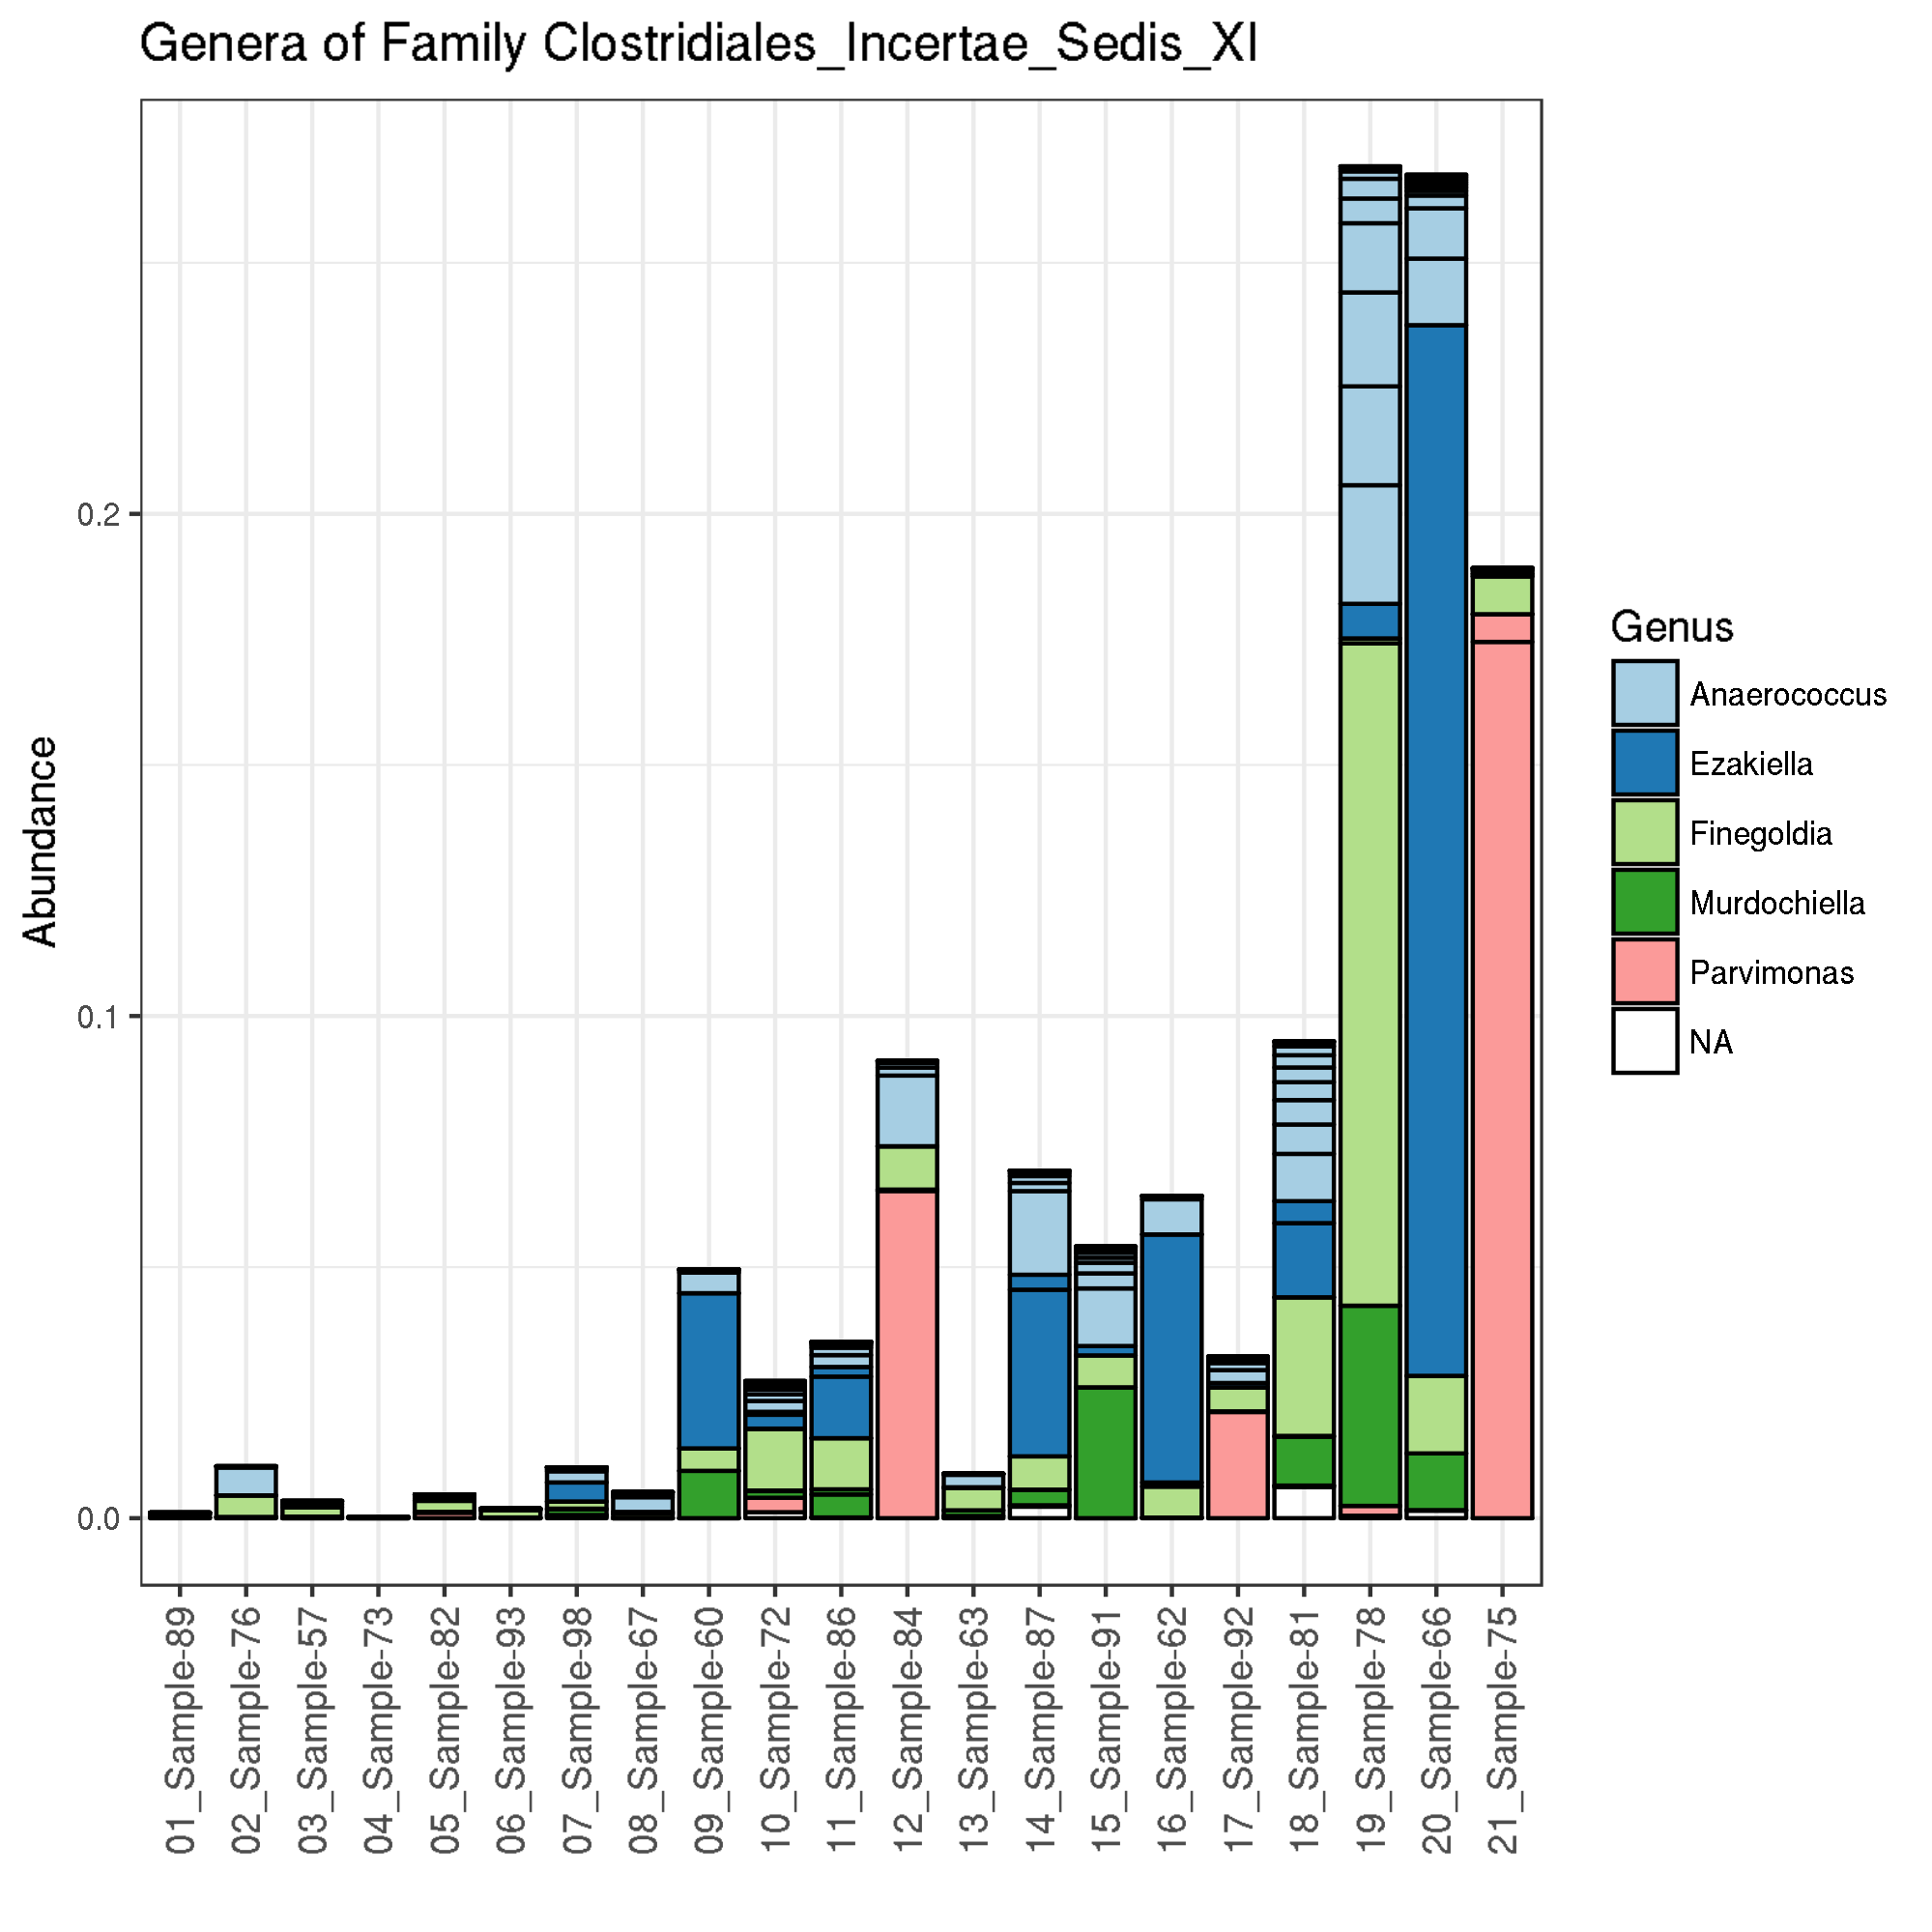 Genera of Family Clostridiales_Incertae_Sedis_XI
Abundance
0.2
0.1
0.0
01_Sample-89
02_Sample-76
03_Sample-57
04_Sample-73
05_Sample-82
06_Sample-93
07_Sample-98
08_Sample-67
09_Sample-60
10_Sample-72
11_Sample-86
12_Sample-84
13_Sample-63
14_Sample-87
15_Sample-91
16_Sample-62
17_Sample-92
18_Sample-81
19_Sample-78
20_Sample-66
21_Sample-75
Genus
Anaerococcus
Ezakiella
Finegoldia
Murdochiella
Parvimonas
NA